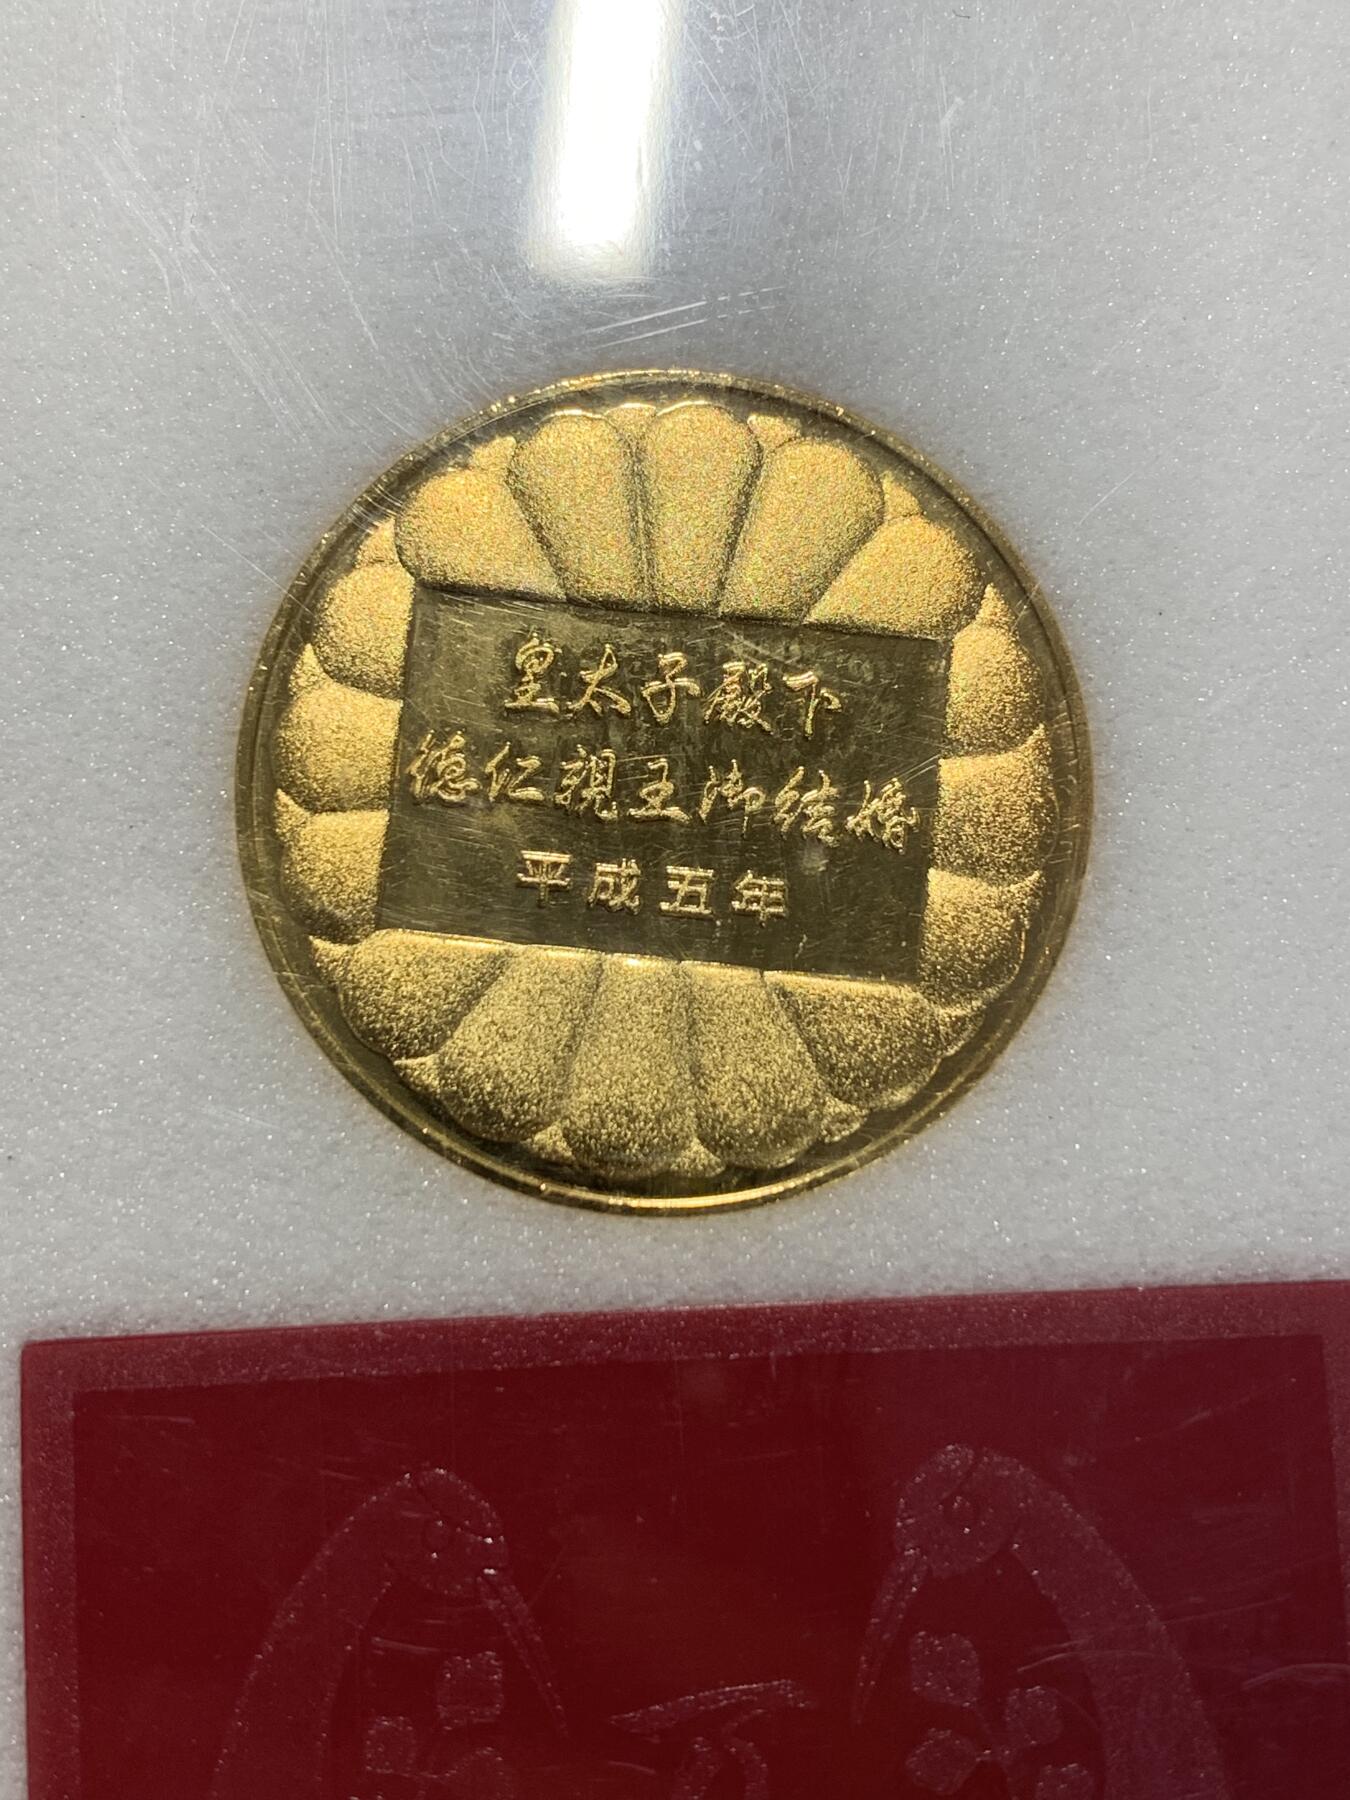 皇太子殿下
徳仁親王御結婚
平成五年